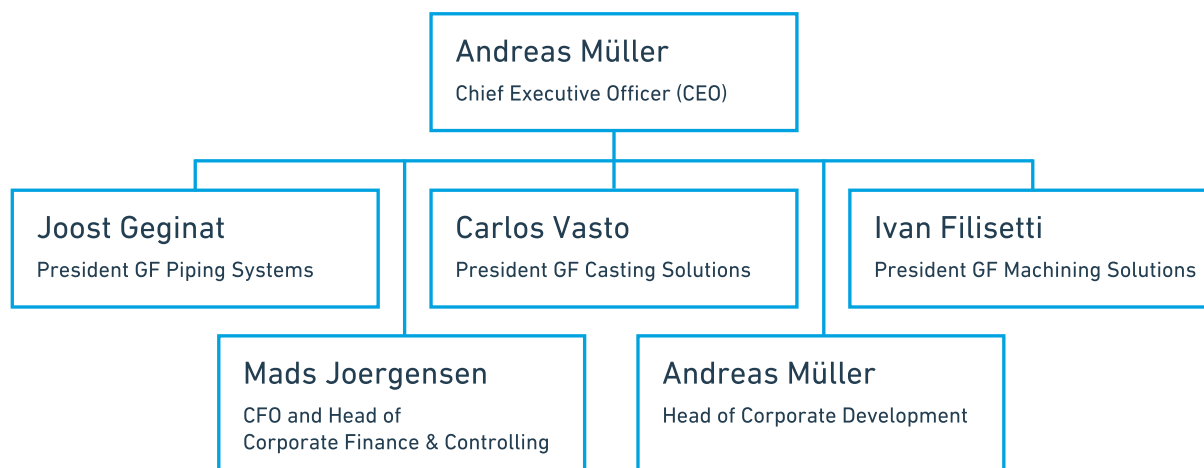 Andreas Müller
Chief Executive Officer (CEO)
Joost Geginat
President GF Piping Systems
Carlos Vasto
President GF Casting Solutions
Ivan Filisetti
President GF Machining Solutions
Mads Joergensen
CFO and Head of
Corporate Finance & Controlling
Andreas Müller
Head of Corporate Development